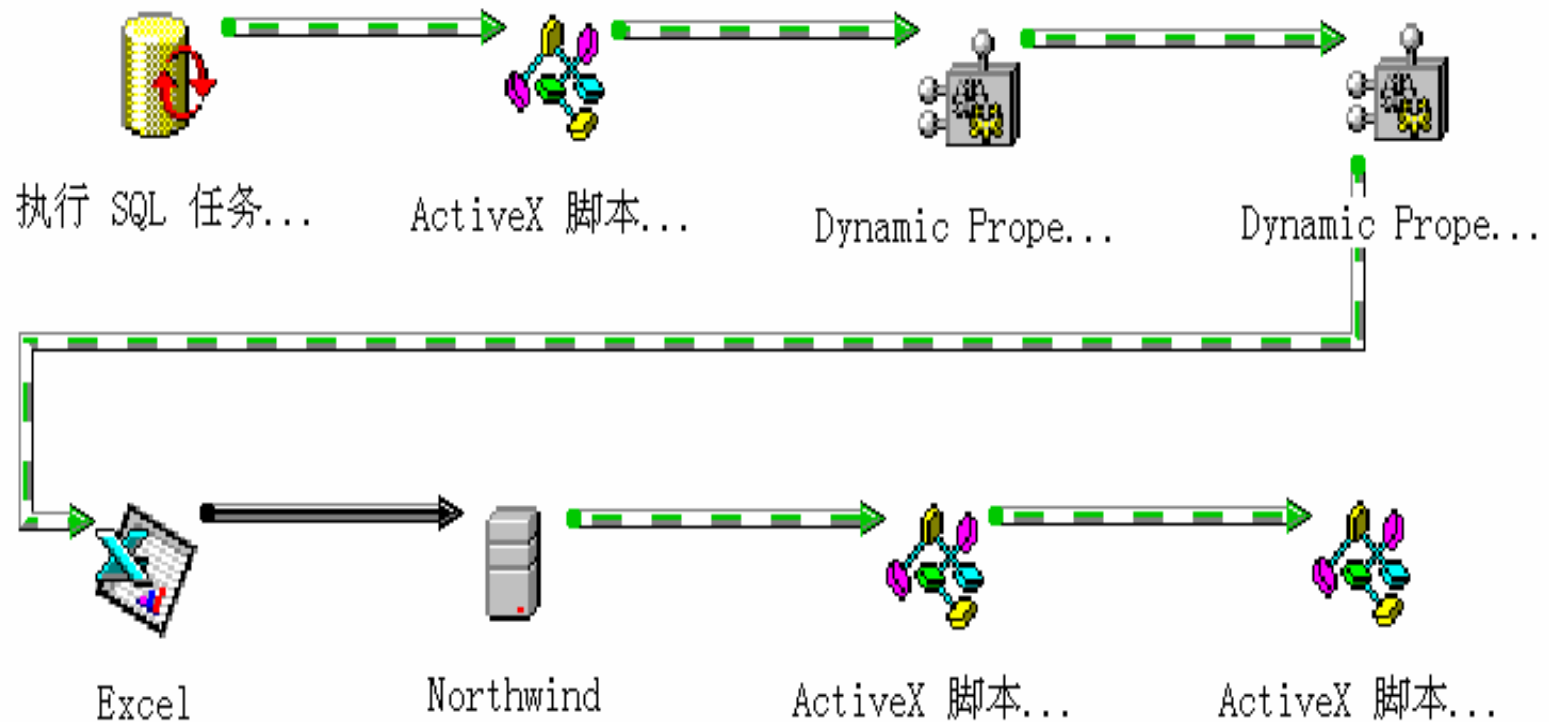 执行 SQL 任务...
ActiveX 脚本...
Dynamic Prope...
Dynamic Prope...
Excel
Northwind
ActiveX 脚本...
ActiveX 脚本...